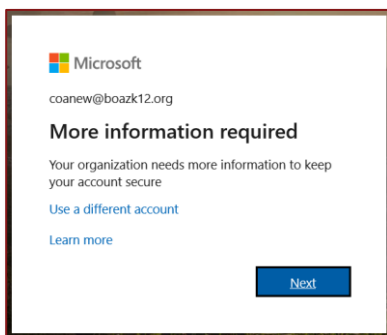 Microsoft
coanew@boazk12.org
More information required
Your organization needs more information to keep
your account secure
Use a different account
Learn more
Next